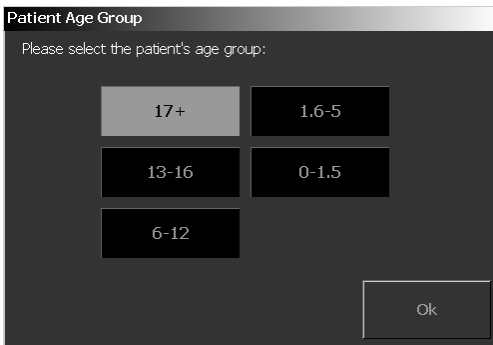 Patient Age Group
Please select the patient's age group:
17+
1.6-5
13-16
0-1.5
6-12
Ok